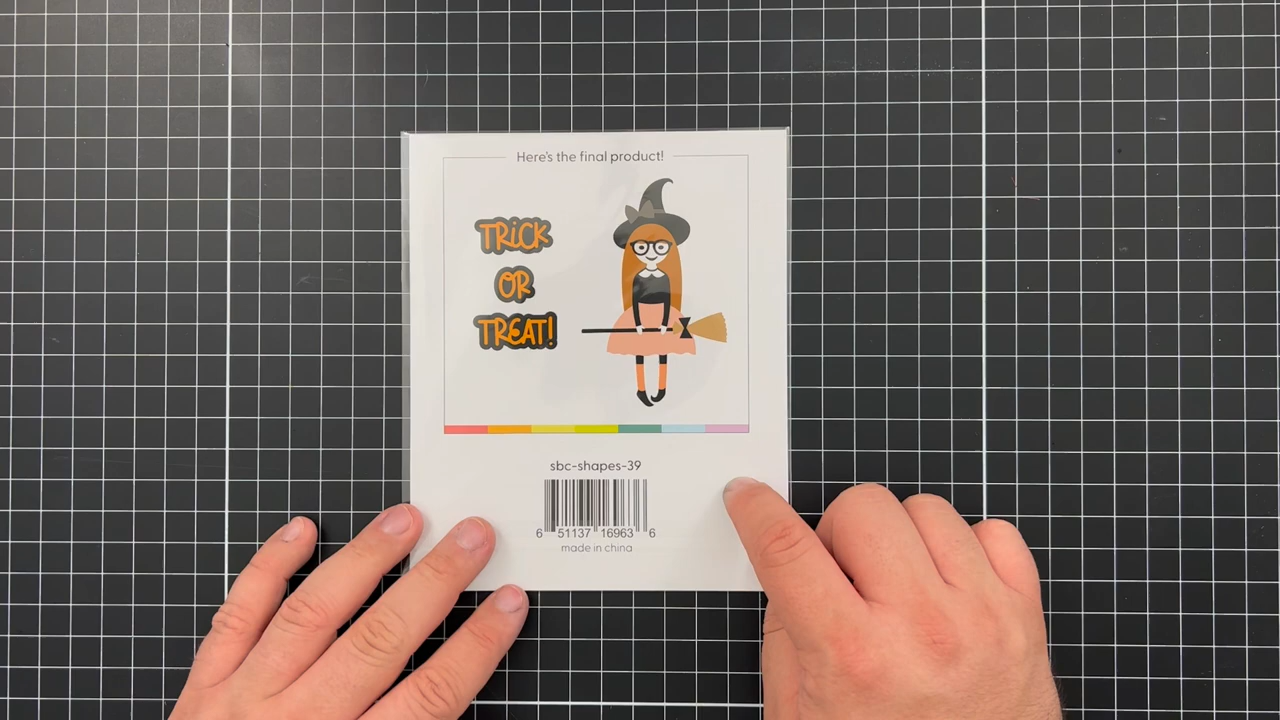 Here's the final product!
TRiCK
OR
TREAT!
sbc-shapes-39
6 51137 16963 6
made in china